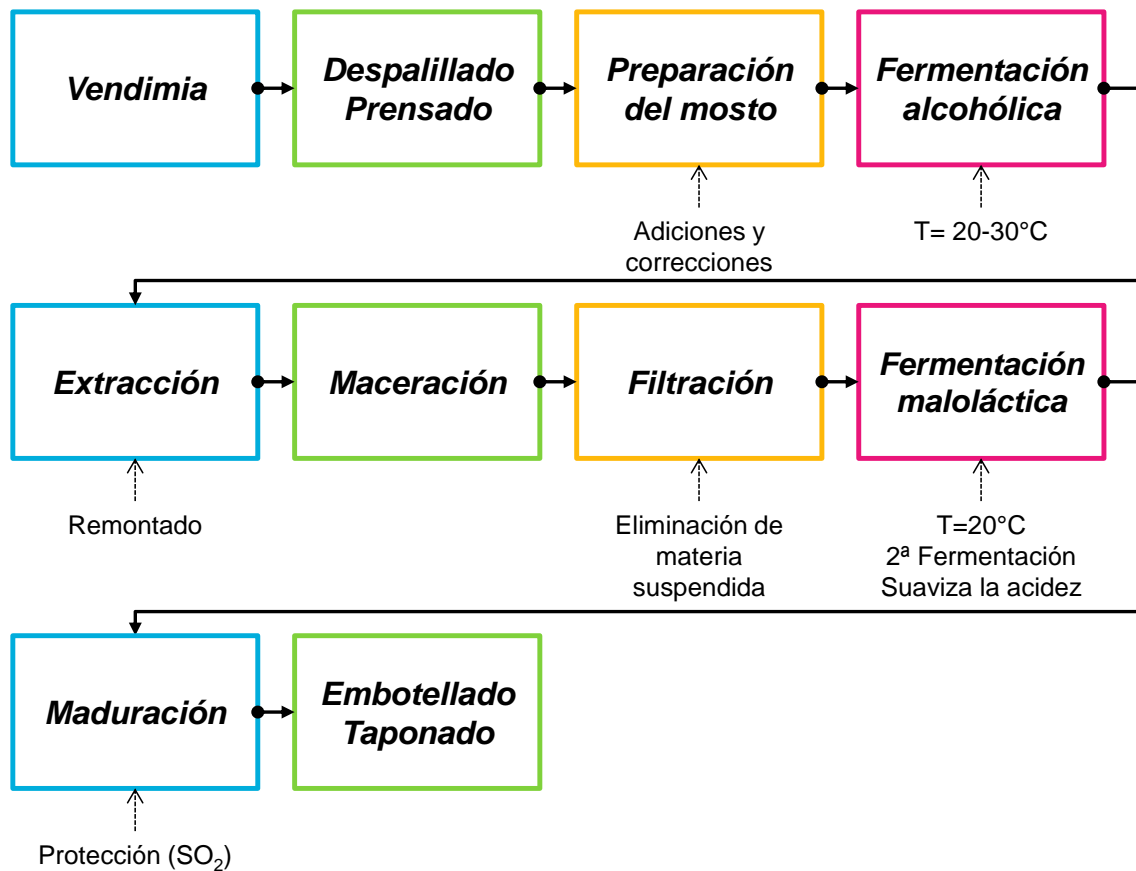 Vendimia
Despalillado
Prensado
Preparación
del mosto
Fermentación
alcohólica
Adiciones y
correcciones
T= 20-30°C
Extracción
Maceración
Filtración
Fermentación
maloláctica
Remontado
Eliminación de
materia
suspendida
T=20°C
2ª Fermentación
Suaviza la acidez
Maduración
Embotellado
Taponado
Protección (SO₂)